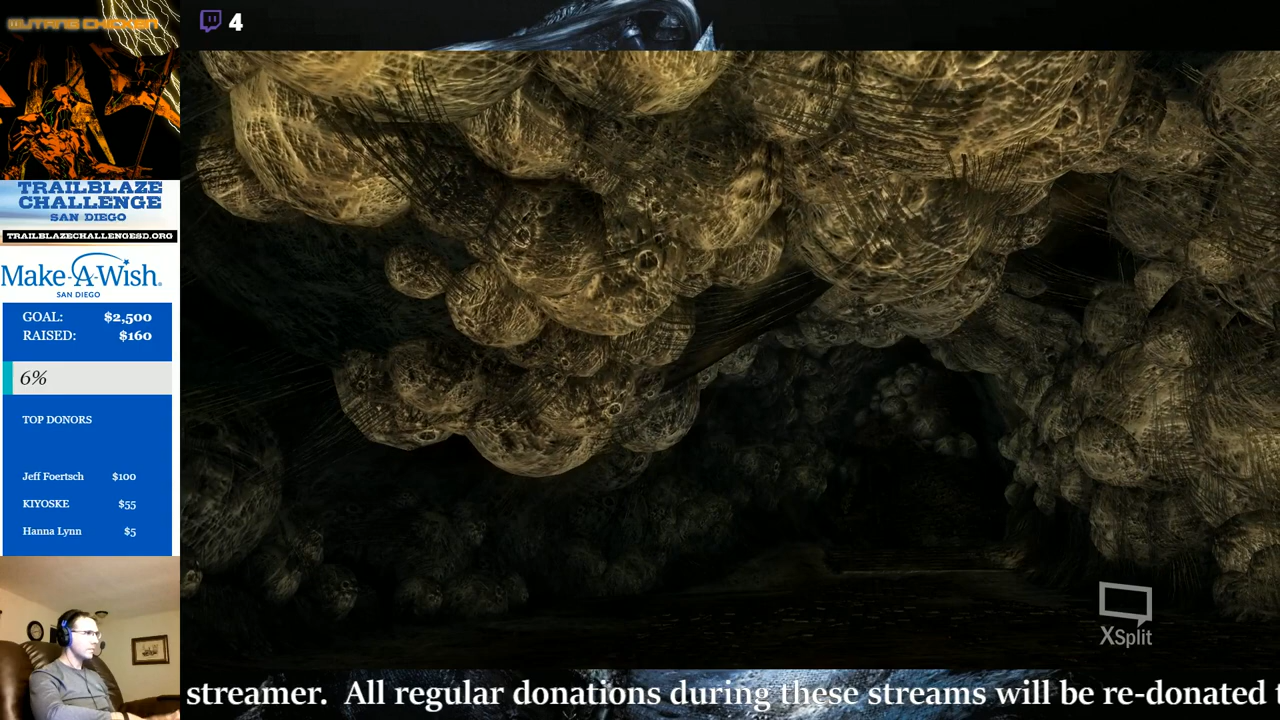 WUTANG CHICKEN
4
TRAILBLAZE
CHALLENGE
SAN DIEGO
TRAILBLAZECHALLENGESD.ORG
Make-A-Wish.
SAN DIEGO
GOAL: $2,500
RAISED: $160
6%
TOP DONORS
Jeff Foertsch $100
KIYOSKE $55
Hanna Lynn $5
XSplit
streamer. All regular donations during these streams will be re-donated